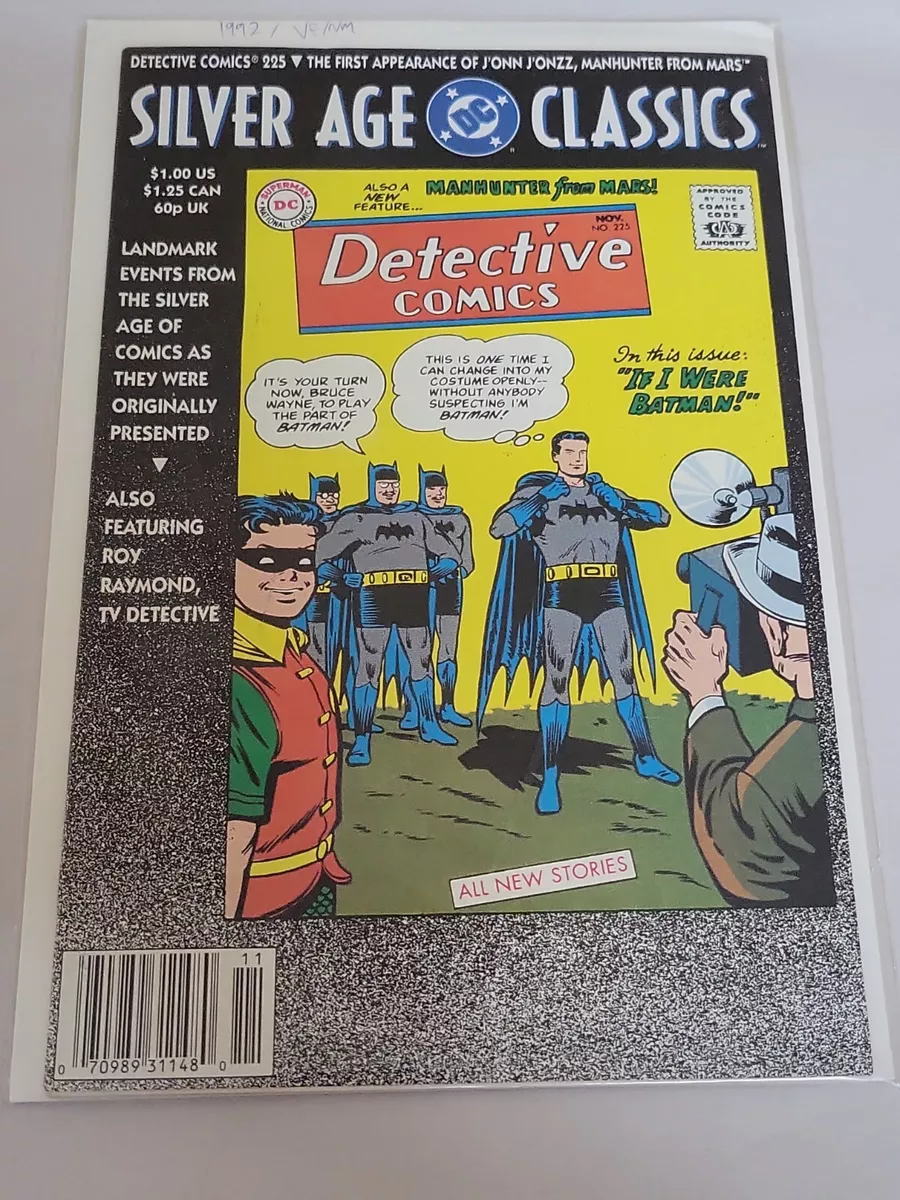 1992 / VF/NM
DETECTIVE COMICS® 225 ▼ THE FIRST APPEARANCE OF J'ONN J'ONZZ, MANHUNTER FROM MARS™
SILVER AGE DC CLASSICS™
®
$1.00 US
$1.25 CAN
60p UK
LANDMARK
EVENTS FROM
THE SILVER
AGE OF
COMICS AS
THEY WERE
ORIGINALLY
PRESENTED
▼
ALSO
FEATURING
ROY
RAYMOND,
TV DETECTIVE
SUPERMAN
DC
NATIONAL COMICS
ALSO A
NEW
FEATURE...
MANHUNTER from MARS!
APPROVED
BY THE
COMICS
CODE
CA
AUTHORITY
NOV.
NO. 225
Detective
COMICS
In this issue:
"IF I WERE
BATMAN!"
IT'S YOUR TURN
NOW, BRUCE
WAYNE, TO PLAY
THE PART OF
BATMAN!
THIS IS ONE TIME I
CAN CHANGE INTO MY
COSTUME OPENLY--
WITHOUT ANYBODY
SUSPECTING I'M
BATMAN!
ALL NEW STORIES
11
0 70989 31148 0